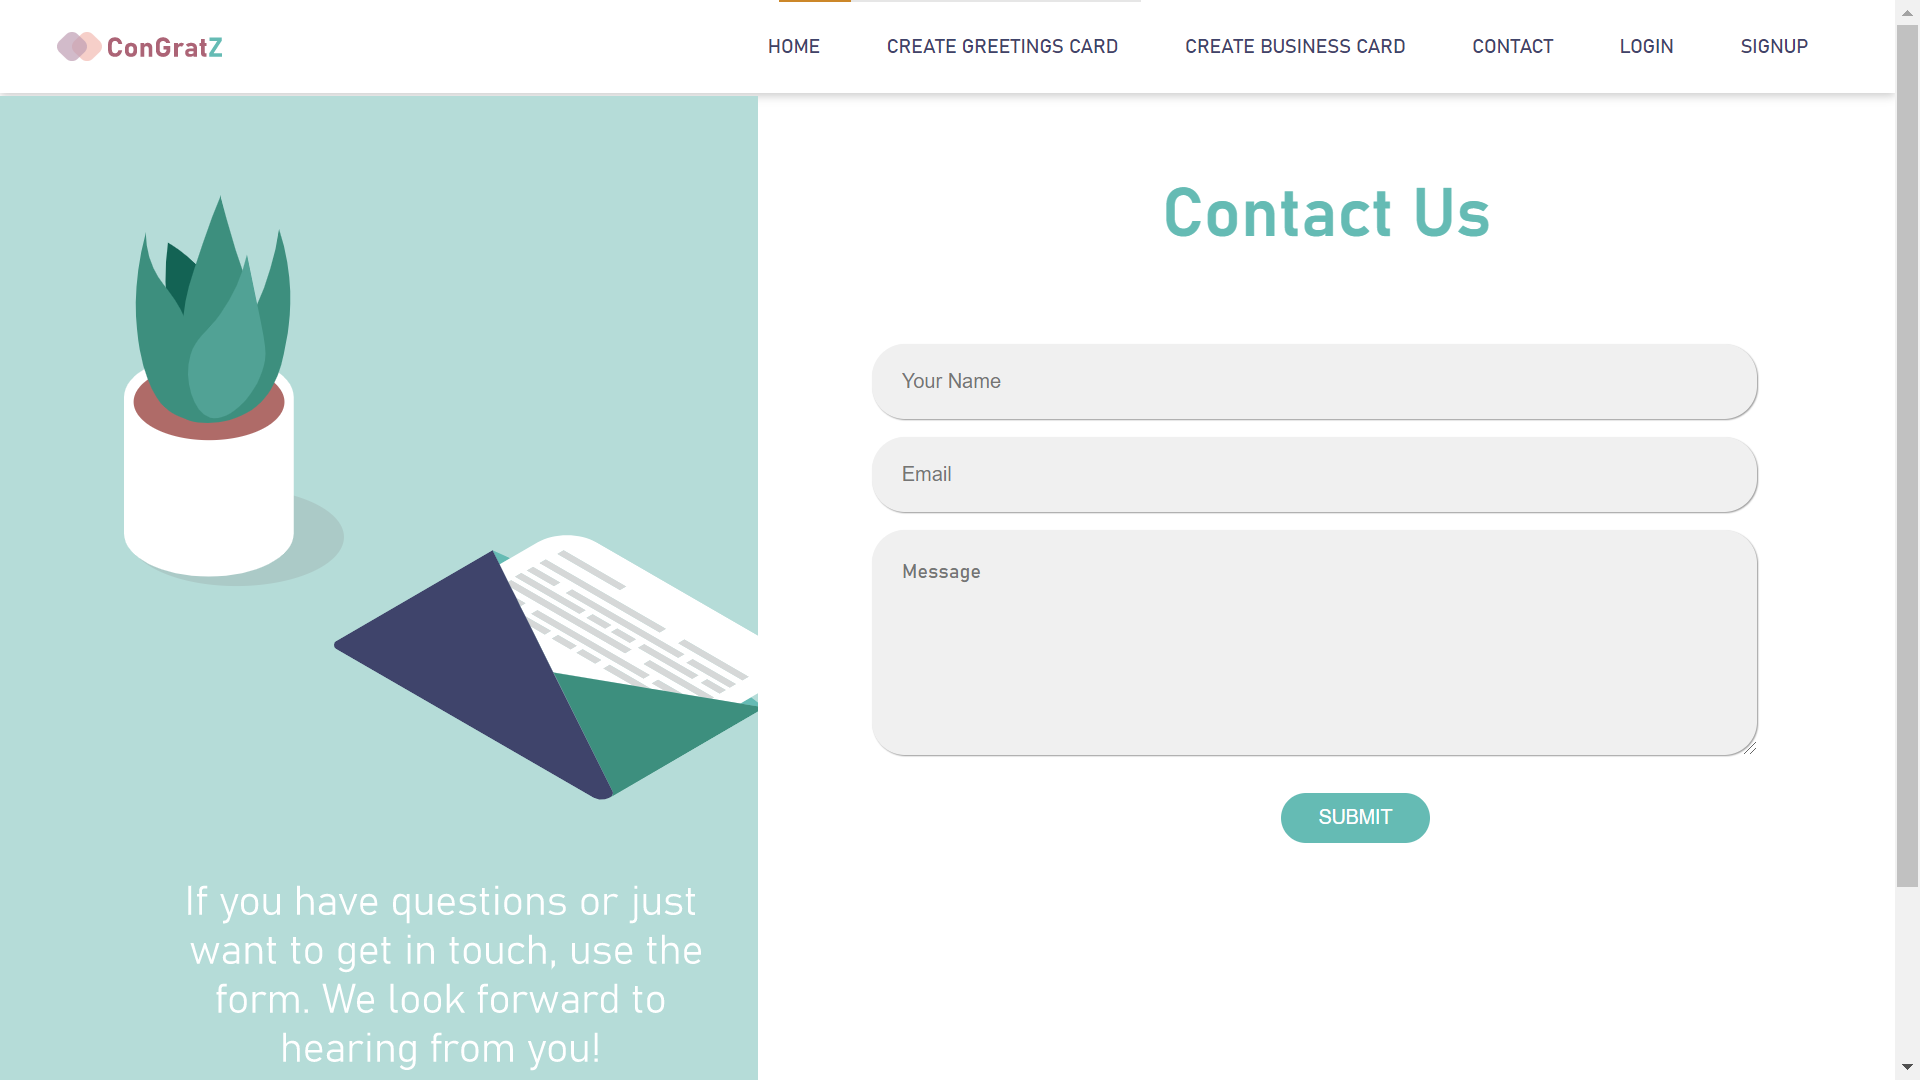 ConGratZ
HOME
CREATE GREETINGS CARD
CREATE BUSINESS CARD
CONTACT
LOGIN
SIGNUP
Contact Us
Your Name
Email
Message
SUBMIT
If you have questions or just
want to get in touch, use the
form. We look forward to
hearing from you!